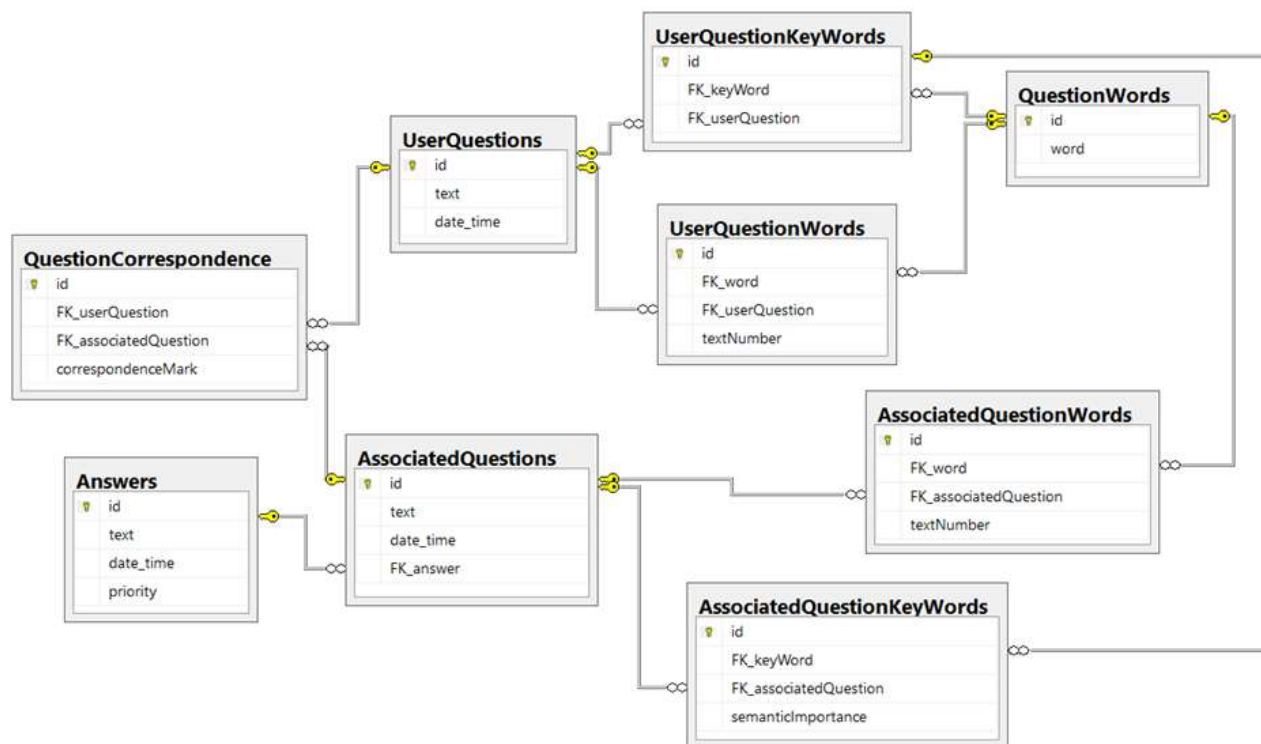 UserQuestionKeyWords
id
FK_keyWord
FK_userQuestion
QuestionWords
id
word
UserQuestions
id
text
date_time
UserQuestionWords
id
FK_word
FK_userQuestion
textNumber
QuestionCorrespondence
id
FK_userQuestion
FK_associatedQuestion
correspondenceMark
AssociatedQuestionWords
id
FK_word
FK_associatedQuestion
textNumber
AssociatedQuestions
id
text
date_time
FK_answer
Answers
id
text
date_time
priority
AssociatedQuestionKeyWords
id
FK_keyWord
FK_associatedQuestion
semanticImportance